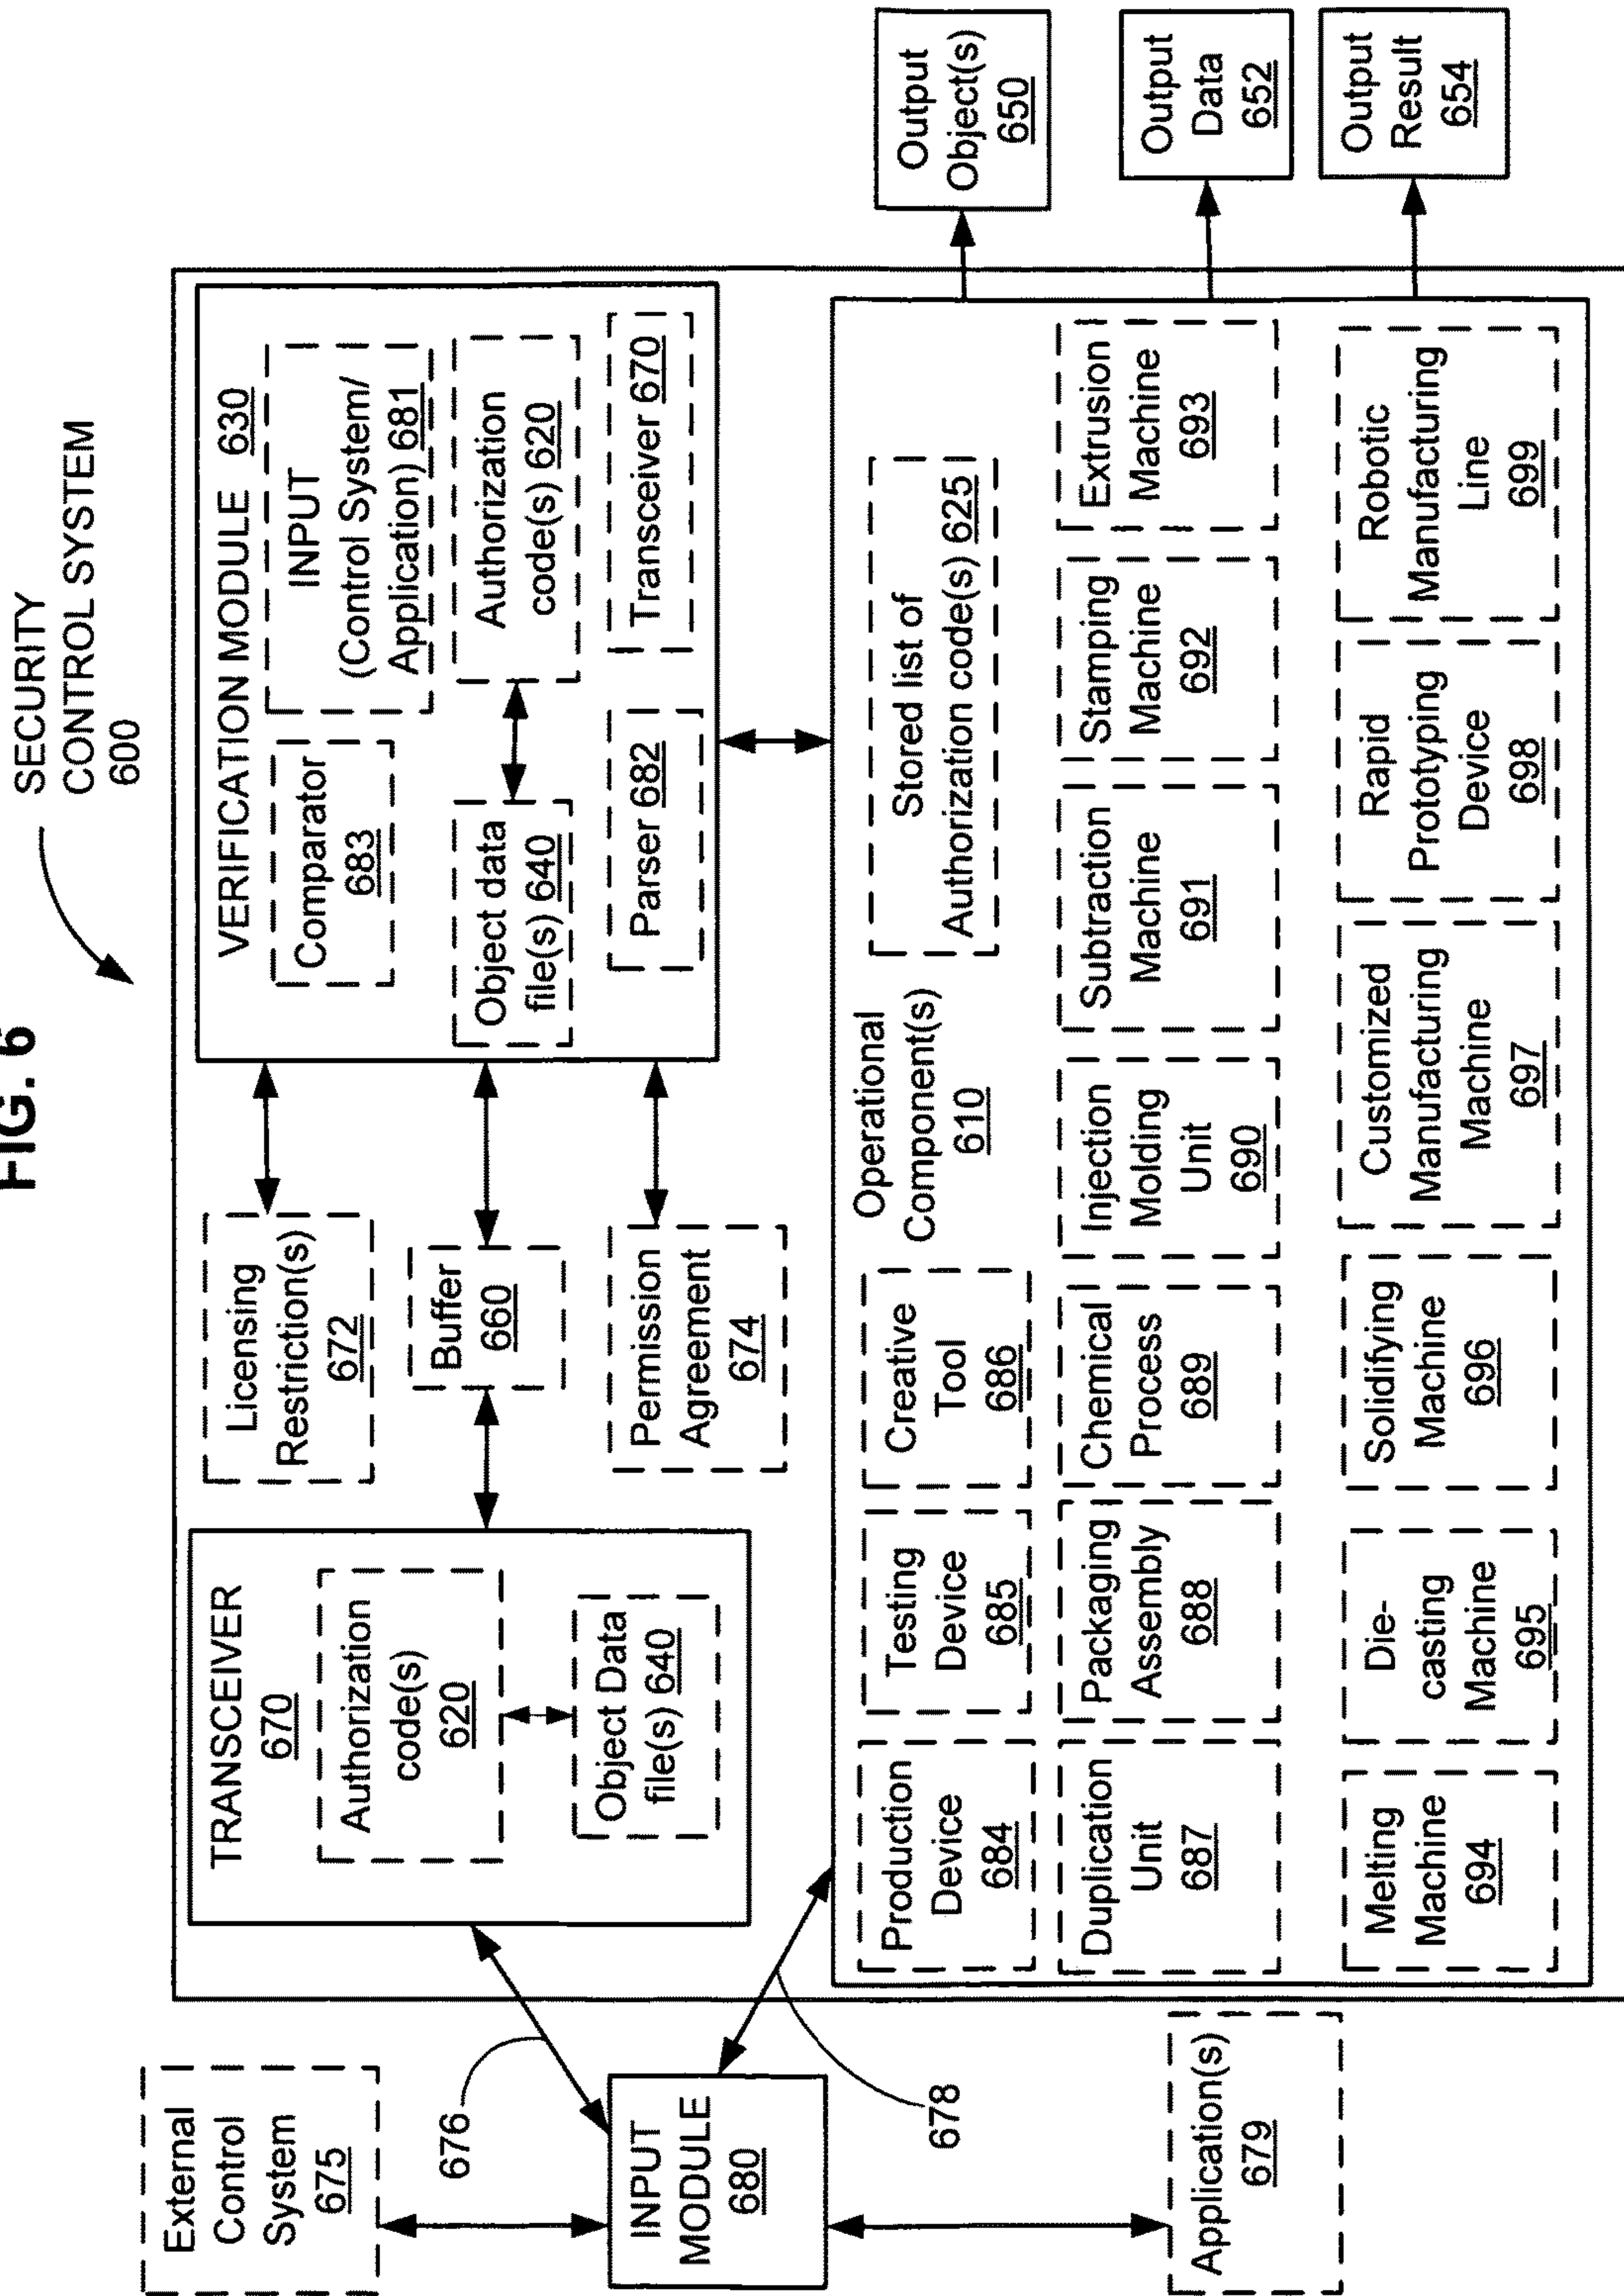 FIG. 6
SECURITY
CONTROL SYSTEM
600
External
Control
System
675
676
INPUT
MODULE
680
678
Application(s)
679
TRANSCEIVER
670
Authorization
code(s)
620
Object Data
file(s) 640
Licensing
Restriction(s)
672
Buffer
660
Permission
Agreement
674
VERIFICATION MODULE 630
Comparator
683
INPUT
(Control System/
Application) 681
Object data
file(s) 640
Authorization
code(s) 620
Parser 682
Transceiver 670
Operational
Component(s)
610
Stored list of
Authorization code(s) 625
Production
Device
684
Testing
Device
685
Creative
Tool
686
Duplication
Unit
687
Packaging
Assembly
688
Chemical
Process
689
Injection
Molding
Unit
690
Subtraction
Machine
691
Stamping
Machine
692
Extrusion
Machine
693
Melting
Machine
694
Die-
casting
Machine
695
Solidifying
Machine
696
Customized
Manufacturing
Machine
697
Rapid
Prototyping
Device
698
Robotic
Manufacturing
Line
699
Output
Object(s)
650
Output
Data
652
Output
Result
654